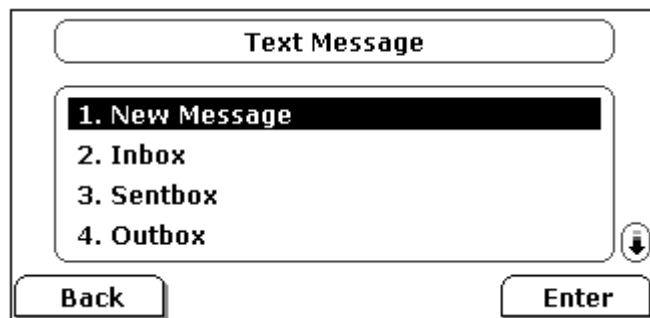 Text Message
1. New Message
2. Inbox
3. Sentbox
4. Outbox
Back
Enter